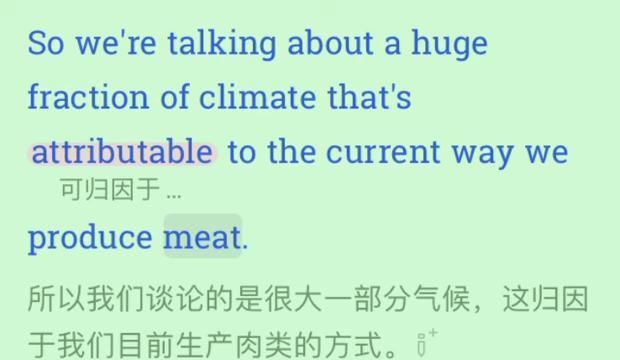 So we're talking about a huge
fraction of climate that's
attributable to the current way we
可归因于 ...
produce meat.
所以我们谈论的是很大一部分气候，这归因
于我们目前生产肉类的方式。